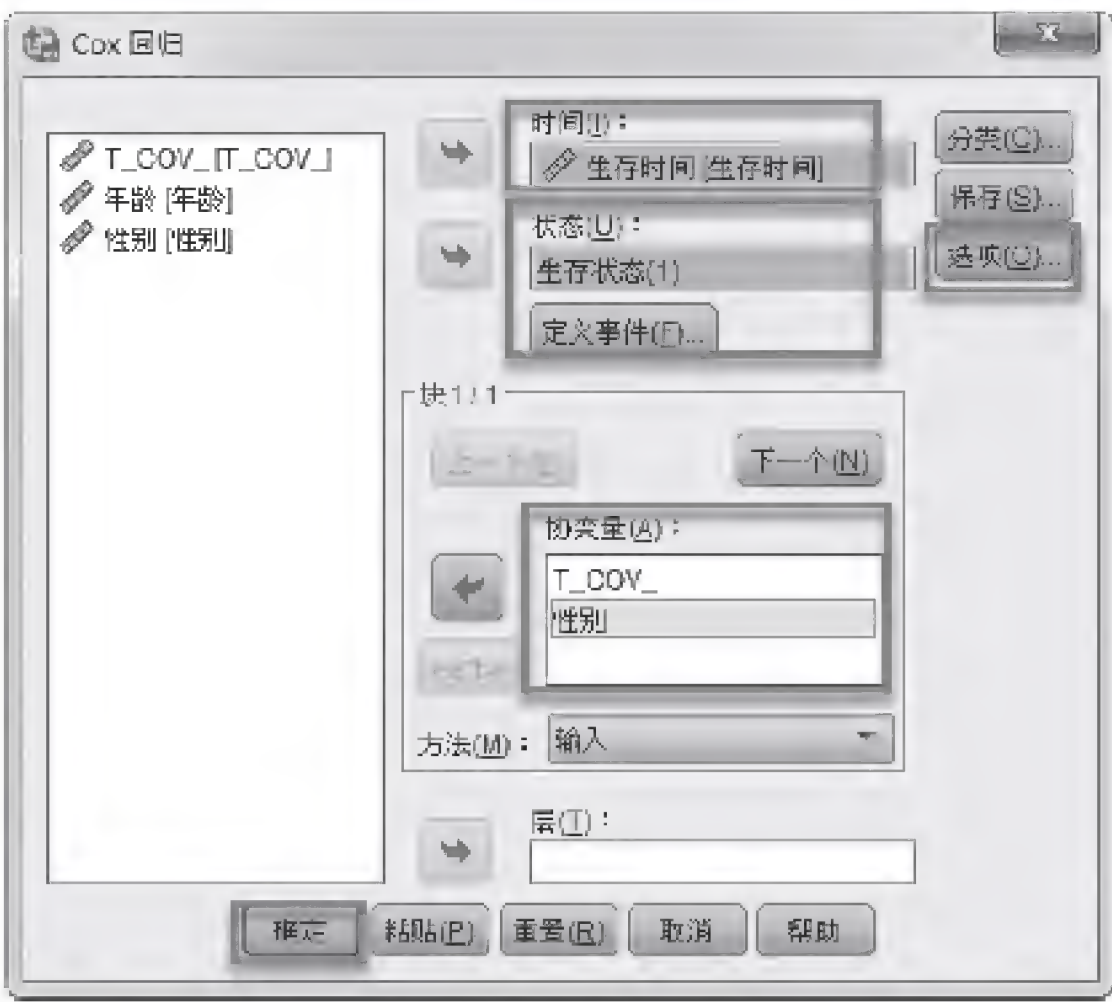 Cox 回归
T_COV_ [T_COV_]
年龄 [年龄]
性别 [性别]
时间(I)：
生存时间 [生存时间]
状态(U)：
生存状态(1)
定义事件(F)...
分类(C)...
保存(S)...
选项(O)...
块1 / 1
下一个(N)
协变量(A)：
T_COV_
性别
方法(M)：
输入
层(T)：
确定
粘贴(P)
重置(R)
取消
帮助